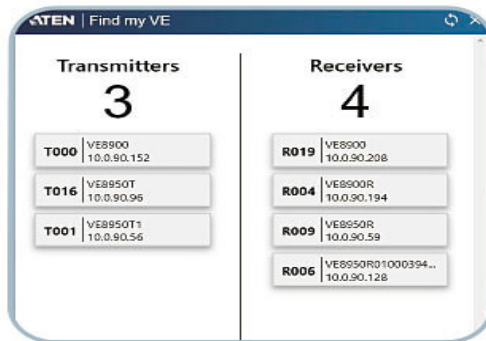 ATEN | Find my VE
Transmitters
3
T000 VE8900
10.0.90.152
T016 VE8950T
10.0.90.96
T001 VE8950T1
10.0.90.56
Receivers
4
R019 VE8900
10.0.90.208
R004 VE8900R
10.0.90.194
R009 VE8950R
10.0.90.59
R006 VE8950R01000394...
10.0.90.128